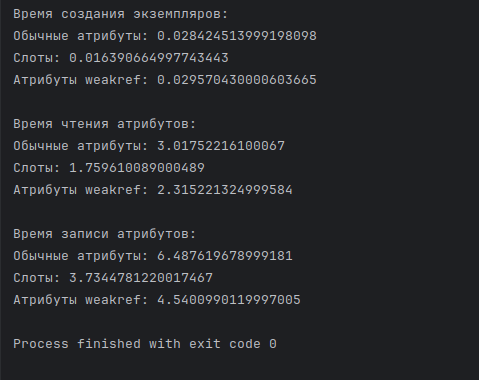 Время создания экземпляров:
Обычные атрибуты: 0.028424513999198098
Слоты: 0.016390664997743443
Атрибуты weakref: 0.029570430000603665
Время чтения атрибутов:
Обычные атрибуты: 3.01752216100067
Слоты: 1.759610089000489
Атрибуты weakref: 2.315221324999584
Время записи атрибутов:
Обычные атрибуты: 6.487619678999181
Слоты: 3.7344781220017467
Атрибуты weakref: 4.5400990119997005
Process finished with exit code 0